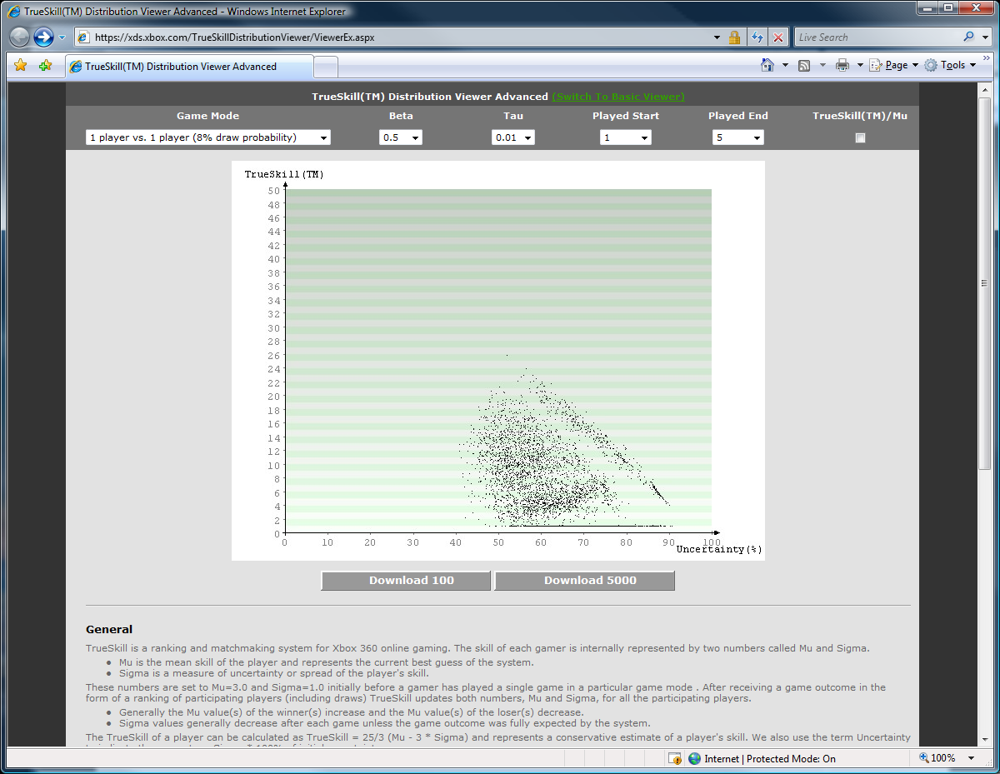 TrueSkill(TM) Distribution Viewer Advanced - Windows Internet Explorer
https://xds.xbox.com/TrueSkillDistributionViewer/ViewerEx.aspx
Live Search
TrueSkill(TM) Distribution Viewer Advanced
Page
Tools
TrueSkill(TM) Distribution Viewer Advanced (Switch To Basic Viewer)
Game Mode Beta Tau Played Start Played End TrueSkill(TM)/Mu
1 player vs. 1 player (8% draw probability) 0.5 0.01 1 5
TrueSkill(TM)
50
48
46
44
42
40
38
36
34
32
30
28
26
24
22
20
18
16
14
12
10
8
6
4
2
0
0 10 20 30 40 50 60 70 80 90 100
Uncertainty(%)
Download 100 Download 5000
General
TrueSkill is a ranking and matchmaking system for Xbox 360 online gaming. The skill of each gamer is internally represented by two numbers called Mu and Sigma.
• Mu is the mean skill of the player and represents the current best guess of the system.
• Sigma is a measure of uncertainty or spread of the player's skill.
These numbers are set to Mu=3.0 and Sigma=1.0 initially before a gamer has played a single game in a particular game mode . After receiving a game outcome in the
form of a ranking of participating players (including draws) TrueSkill updates both numbers, Mu and Sigma, for all the participating players.
• Generally the Mu value(s) of the winner(s) increase and the Mu value(s) of the loser(s) decrease.
• Sigma values generally decrease after each game unless the game outcome was fully expected by the system.
The TrueSkill of a player can be calculated as TrueSkill = 25/3 (Mu - 3 * Sigma) and represents a conservative estimate of a player's skill. We also use the term Uncertainty
Internet | Protected Mode: On
100%